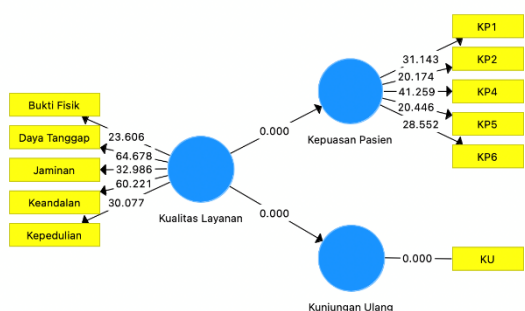 KP1
KP2
KP4
KP5
KP6
31.143
20.174
41.259
20.446
28.552
Kepuasan Pasien
0.000
Bukti Fisik
Daya Tanggap
Jaminan
Keandalan
Kepedulian
23.606
64.678
32.986
60.221
30.077
Kualitas Layanan
0.000
0.000
KU
Kunjungan Ulang